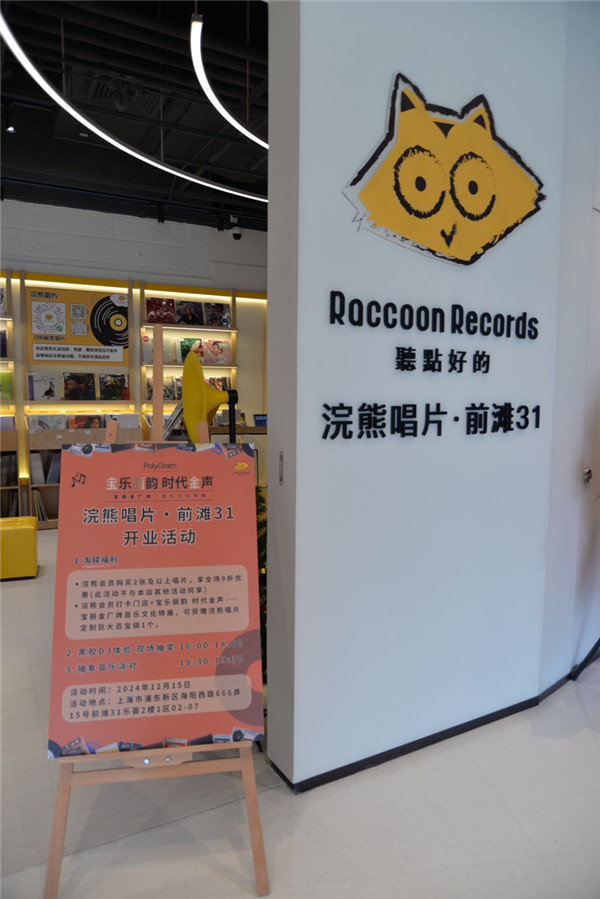 Raccoon Records
聽點好的
浣熊唱片·前滩31
浣熊唱片
PolyGram
宝乐丽韵 时代金声
浣熊唱片·前滩31
开业活动
1.淘碟福利
• 浣熊会员购买2张及以上唱片，享全场9折优
惠(此活动不与本店其他活动同享)
• 浣熊会员打卡门店+宝乐丽韵 时代金声——
宝丽金厂牌音乐文化特展，可获赠浣熊唱片
定制巨大百宝袋1个。
2.黑胶DJ体验 现场抽奖 16:00-18:00
3.抽象音乐派对 18:30-19:30
活动时间：2024年12月15日
活动地点：上海市浦东新区海阳西路666弄
15号前滩31乐荟2楼1区02-07